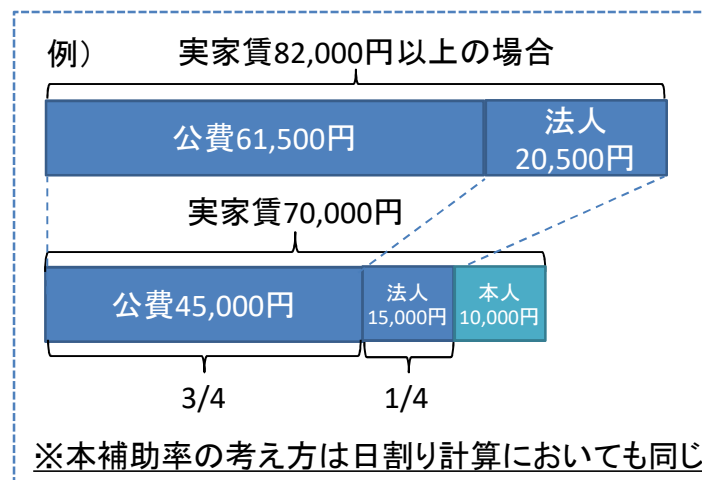 例） 実家賃82,000円以上の場合
公費61,500円
法人
20,500円
実家賃70,000円
公費45,000円
法人
15,000円
本人
10,000円
3/4
1/4
※本補助率の考え方は日割り計算においても同じ